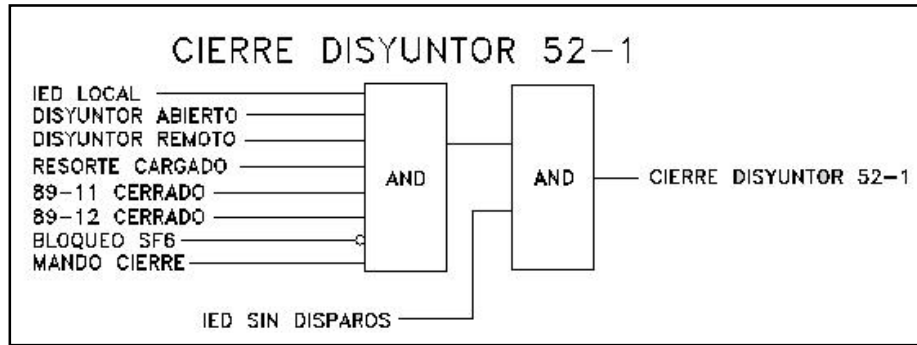 CIERRE DISYUNTOR 52-1
IED LOCAL
DISYUNTOR ABIERTO
DISYUNTOR REMOTO
RESORTE CARGADO
89-11 CERRADO
89-12 CERRADO
BLOQUEO SF6
MANDO CIERRE
AND
AND
CIERRE DISYUNTOR 52-1
IED SIN DISPAROS